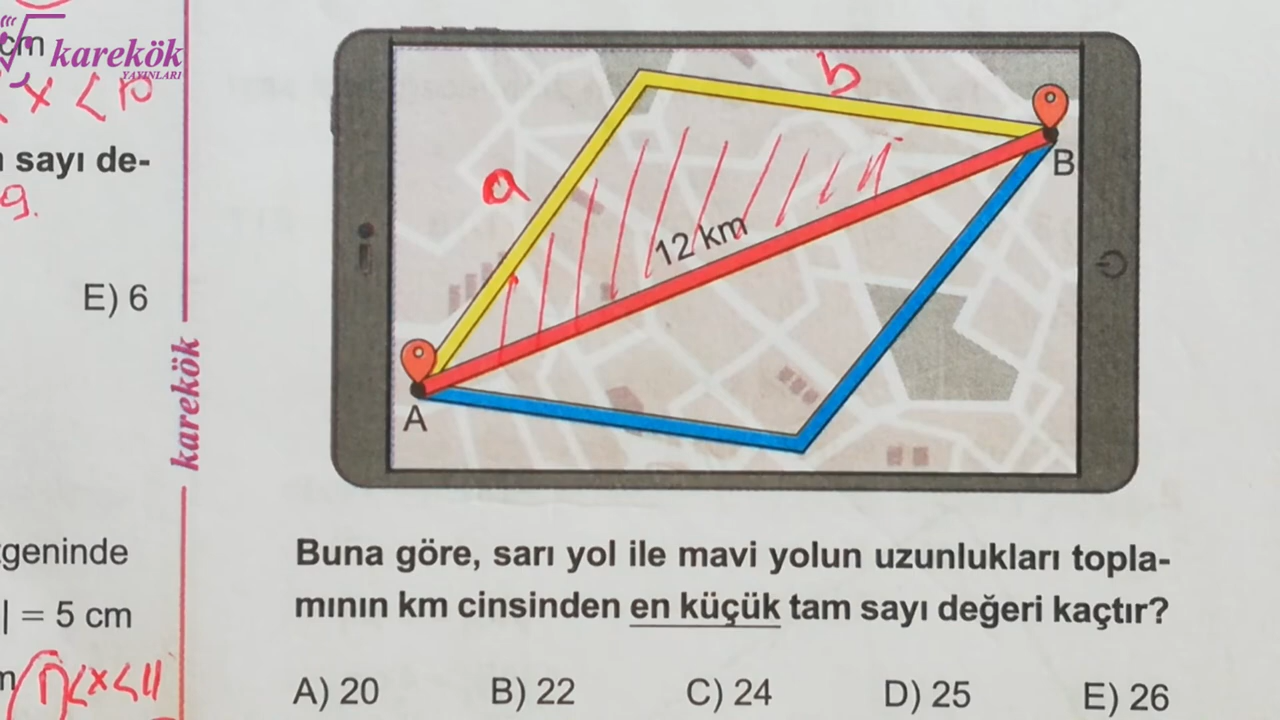 cm
karekök
YAYINLARI
x < 10
sayı de-
9.
E) 6
karekök
geninde
| = 5 cm
1 < x < 11
a
b
12 km
A
B
Buna göre, sarı yol ile mavi yolun uzunlukları topla-
mının km cinsinden en küçük tam sayı değeri kaçtır?
A) 20 B) 22 C) 24 D) 25 E) 26